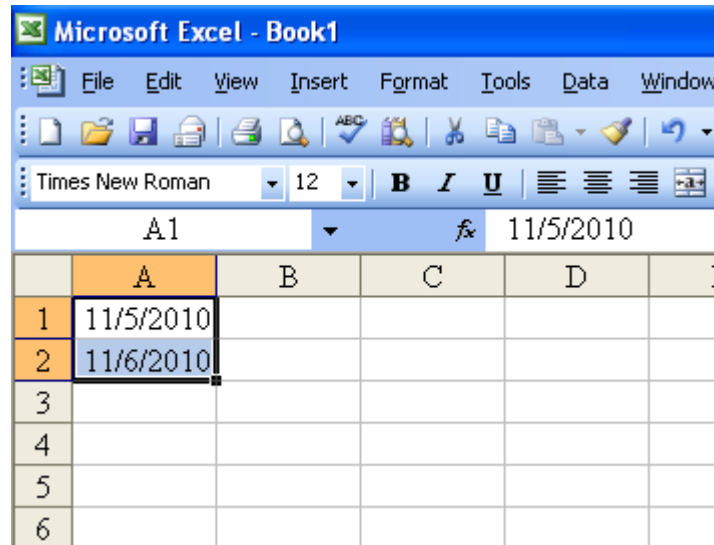 Microsoft Excel - Book1
File Edit View Insert Format Tools Data Window
ABC
Times New Roman 12 B I U a
A1 fx 11/5/2010
A B C D
1 11/5/2010
2 11/6/2010
3
4
5
6